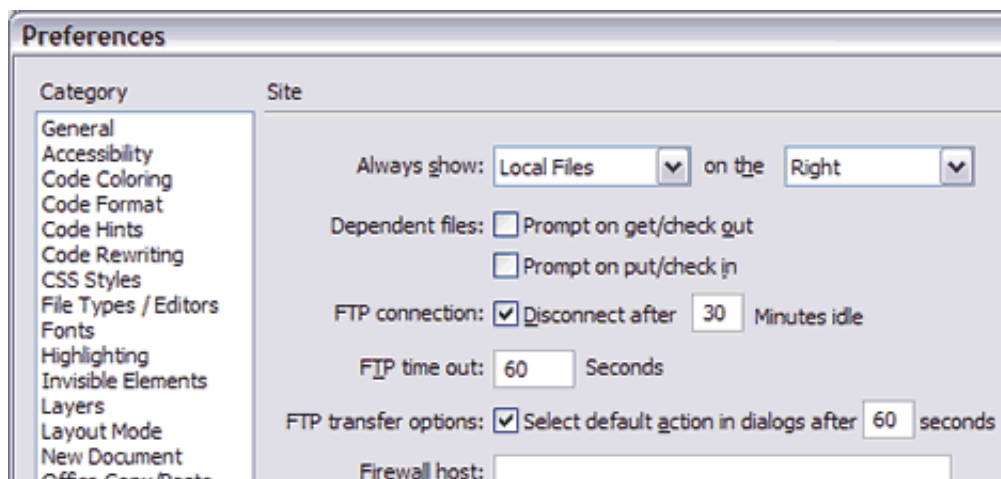 Preferences
Category
General
Accessibility
Code Coloring
Code Format
Code Hints
Code Rewriting
CSS Styles
File Types / Editors
Fonts
Highlighting
Invisible Elements
Layers
Layout Mode
New Document
Office Copy/Paste
Site
Always show: Local Files on the Right
Dependent files: Prompt on get/check out
Prompt on put/check in
FTP connection: Disconnect after 30 Minutes idle
FTP time out: 60 Seconds
FTP transfer options: Select default action in dialogs after 60 seconds
Firewall host: